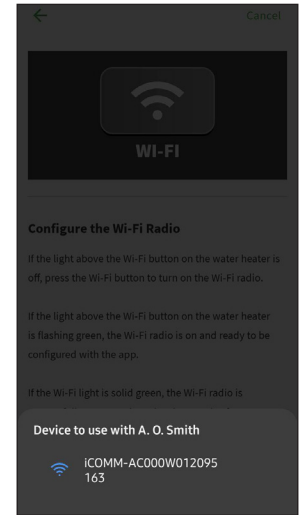 Cancel
WI-FI
Configure the Wi-Fi Radio
If the light above the Wi-Fi button on the water heater is
off, press the Wi-Fi button to turn on the Wi-Fi radio.
If the light above the Wi-Fi button on the water heater
is flashing green, the Wi-Fi radio is on and ready to be
configured with the app.
If the Wi-Fi light is solid green, the Wi-Fi radio is
Device to use with A. O. Smith
iCOMM-AC000W012095
163